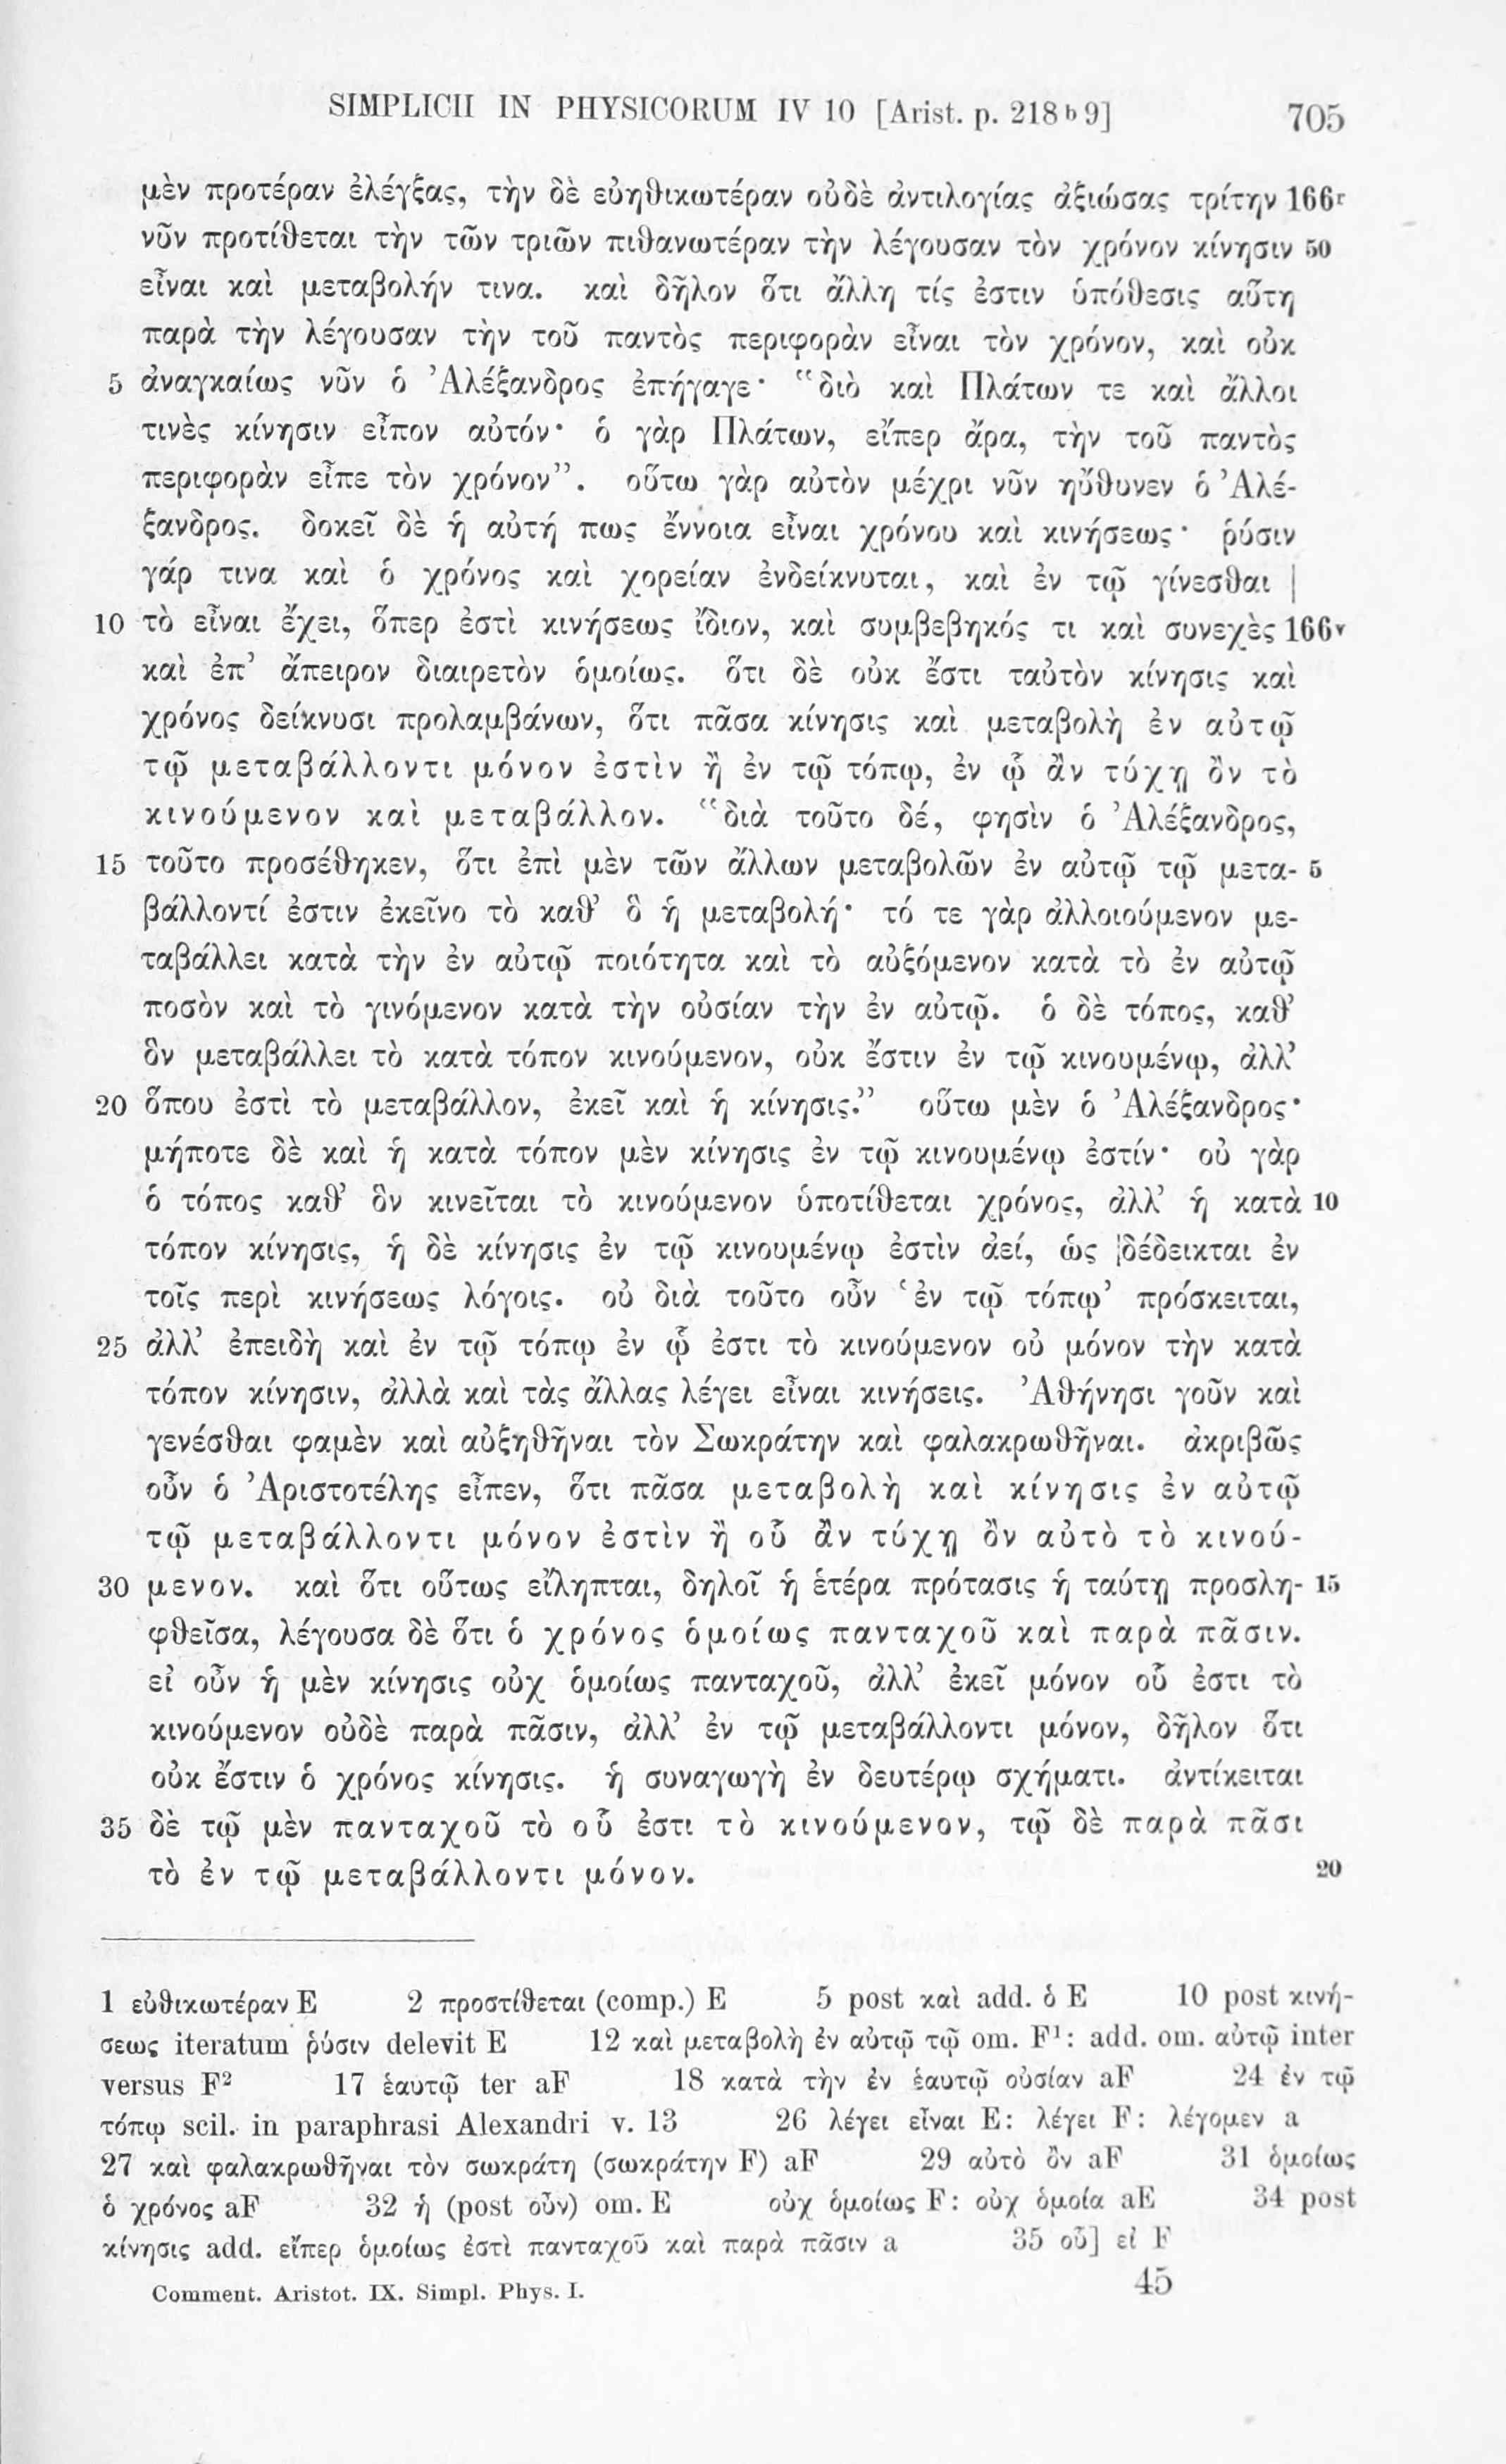 SIMPLICII IN PHYSICORUM IV 10 [Arist. p. 218ᵇ9] 705
μὲν προτέραν ἐλέγξας, τὴν δὲ εὐηθικωτέραν οὐδὲ ἀντιλογίας ἀξιώσας τρίτην 166ʳ
νῦν προτίθεται τὴν τῶν τριῶν πιθανωτέραν τὴν λέγουσαν τὸν χρόνον κίνησιν 50
εἶναι καὶ μεταβολήν τινα. καὶ δῆλον ὅτι ἄλλη τίς ἐστιν ὑπόθεσις αὕτη
παρὰ τὴν λέγουσαν τὴν τοῦ παντὸς περιφορὰν εἶναι τὸν χρόνον, καὶ οὐκ
5 ἀναγκαίως νῦν ὁ Ἀλέξανδρος ἐπήγαγε· “διὸ καὶ Πλάτων τε καὶ ἄλλοι
τινὲς κίνησιν εἶπον αὐτόν· ὁ γὰρ Πλάτων, εἴπερ ἄρα, τὴν τοῦ παντὸς
περιφορὰν εἶπε τὸν χρόνον”. οὕτω γὰρ αὐτὸν μέχρι νῦν ηὔθυνεν ὁ Ἀλέ-
ξανδρος. δοκεῖ δὲ ἡ αὐτή πως ἔννοια εἶναι χρόνου καὶ κινήσεως· ῥύσιν
γάρ τινα καὶ ὁ χρόνος καὶ χορείαν ἐνδείκνυται, καὶ ἐν τῷ γίνεσθαι |
10 τὸ εἶναι ἔχει, ὅπερ ἐστὶ κινήσεως ἴδιον, καὶ συμβεβηκός τι καὶ συνεχὲς 166ᵛ
καὶ ἐπ’ ἄπειρον διαιρετὸν ὁμοίως. ὅτι δὲ οὐκ ἔστι ταὐτὸν κίνησις καὶ
χρόνος δείκνυσι προλαμβάνων, ὅτι πᾶσα κίνησις καὶ μεταβολὴ ἐν αὐτῷ
τῷ μεταβάλλοντι μόνον ἐστὶν ἢ ἐν τῷ τόπῳ, ἐν ᾧ ἂν τύχῃ ὂν τὸ
κινούμενον καὶ μεταβάλλον. “διὰ τοῦτο δέ, φησὶν ὁ Ἀλέξανδρος,
15 τοῦτο προσέθηκεν, ὅτι ἐπὶ μὲν τῶν ἄλλων μεταβολῶν ἐν αὐτῷ τῷ μετα- 5
βάλλοντί ἐστιν ἐκεῖνο τὸ καθ’ ὃ ἡ μεταβολή· τό τε γὰρ ἀλλοιούμενον με-
ταβάλλει κατὰ τὴν ἐν αὐτῷ ποιότητα καὶ τὸ αὐξόμενον κατὰ τὸ ἐν αὐτῷ
ποσὸν καὶ τὸ γινόμενον κατὰ τὴν οὐσίαν τὴν ἐν αὐτῷ. ὁ δὲ τόπος, καθ’
ὃν μεταβάλλει τὸ κατὰ τόπον κινούμενον, οὐκ ἔστιν ἐν τῷ κινουμένῳ, ἀλλ’
20 ὅπου ἐστὶ τὸ μεταβάλλον, ἐκεῖ καὶ ἡ κίνησις.” οὕτω μὲν ὁ Ἀλέξανδρος·
μήποτε δὲ καὶ ἡ κατὰ τόπον μὲν κίνησις ἐν τῷ κινουμένῳ ἐστίν· οὐ γὰρ
ὁ τόπος καθ’ ὃν κινεῖται τὸ κινούμενον ὑποτίθεται χρόνος, ἀλλ’ ἡ κατὰ 10
τόπον κίνησις, ἡ δὲ κίνησις ἐν τῷ κινουμένῳ ἐστὶν ἀεί, ὡς δέδεικται ἐν
τοῖς περὶ κινήσεως λόγοις. οὐ διὰ τοῦτο οὖν ‘ἐν τῷ τόπῳ’ πρόσκειται,
25 ἀλλ’ ἐπειδὴ καὶ ἐν τῷ τόπῳ ἐν ᾧ ἐστι τὸ κινούμενον οὐ μόνον τὴν κατὰ
τόπον κίνησιν, ἀλλὰ καὶ τὰς ἄλλας λέγει εἶναι κινήσεις. Ἀθήνησι γοῦν καὶ
γενέσθαι φαμὲν καὶ αὐξηθῆναι τὸν Σωκράτην καὶ φαλακρωθῆναι. ἀκριβῶς
οὖν ὁ Ἀριστοτέλης εἶπεν, ὅτι πᾶσα μεταβολὴ καὶ κίνησις ἐν αὐτῷ
τῷ μεταβάλλοντι μόνον ἐστὶν ἢ οὗ ἂν τύχῃ ὂν αὐτὸ τὸ κινού-
30 μενον. καὶ ὅτι οὕτως εἴληπται, δηλοῖ ἡ ἑτέρα πρότασις ἡ ταύτῃ προσλη- 15
φθεῖσα, λέγουσα δὲ ὅτι ὁ χρόνος ὁμοίως πανταχοῦ καὶ παρὰ πᾶσιν.
εἰ οὖν ἡ μὲν κίνησις οὐχ ὁμοίως πανταχοῦ, ἀλλ’ ἐκεῖ μόνον οὗ ἐστι τὸ
κινούμενον οὐδὲ παρὰ πᾶσιν, ἀλλ’ ἐν τῷ μεταβάλλοντι μόνον, δῆλον ὅτι
οὐκ ἔστιν ὁ χρόνος κίνησις. ἡ συναγωγὴ ἐν δευτέρῳ σχήματι. ἀντίκειται
35 δὲ τῷ μὲν πανταχοῦ τὸ οὗ ἐστι τὸ κινούμενον, τῷ δὲ παρὰ πᾶσι
τὸ ἐν τῷ μεταβάλλοντι μόνον. 20
1 εὐθικωτέραν E 2 προστίθεται (comp.) E 5 post καὶ add. ὁ E 10 post κινή-
σεως iteratum ῥύσιν delevit E 12 καὶ μεταβολὴ ἐν αὐτῷ τῷ om. F¹: add. om. αὐτῷ inter
versus F² 17 ἑαυτῷ ter aF 18 κατὰ τὴν ἐν ἑαυτῷ οὐσίαν aF 24 ἐν τῷ
τόπῳ scil. in paraphrasi Alexandri v. 13 26 λέγει εἶναι E: λέγει F: λέγομεν a
27 καὶ φαλακρωθῆναι τὸν σωκράτη (σωκράτην F) aF 29 αὐτὸ ὂν aF 31 ὁμοίως
ὁ χρόνος aF 32 ἡ (post οὖν) om. E οὐχ ὁμοίως F: οὐχ ὁμοία aE 34 post
κίνησις add. εἴπερ ὁμοίως ἐστὶ πανταχοῦ καὶ παρὰ πᾶσιν a 35 οὗ] εἰ F
Comment. Aristot. IX. Simpl. Phys. I. 45